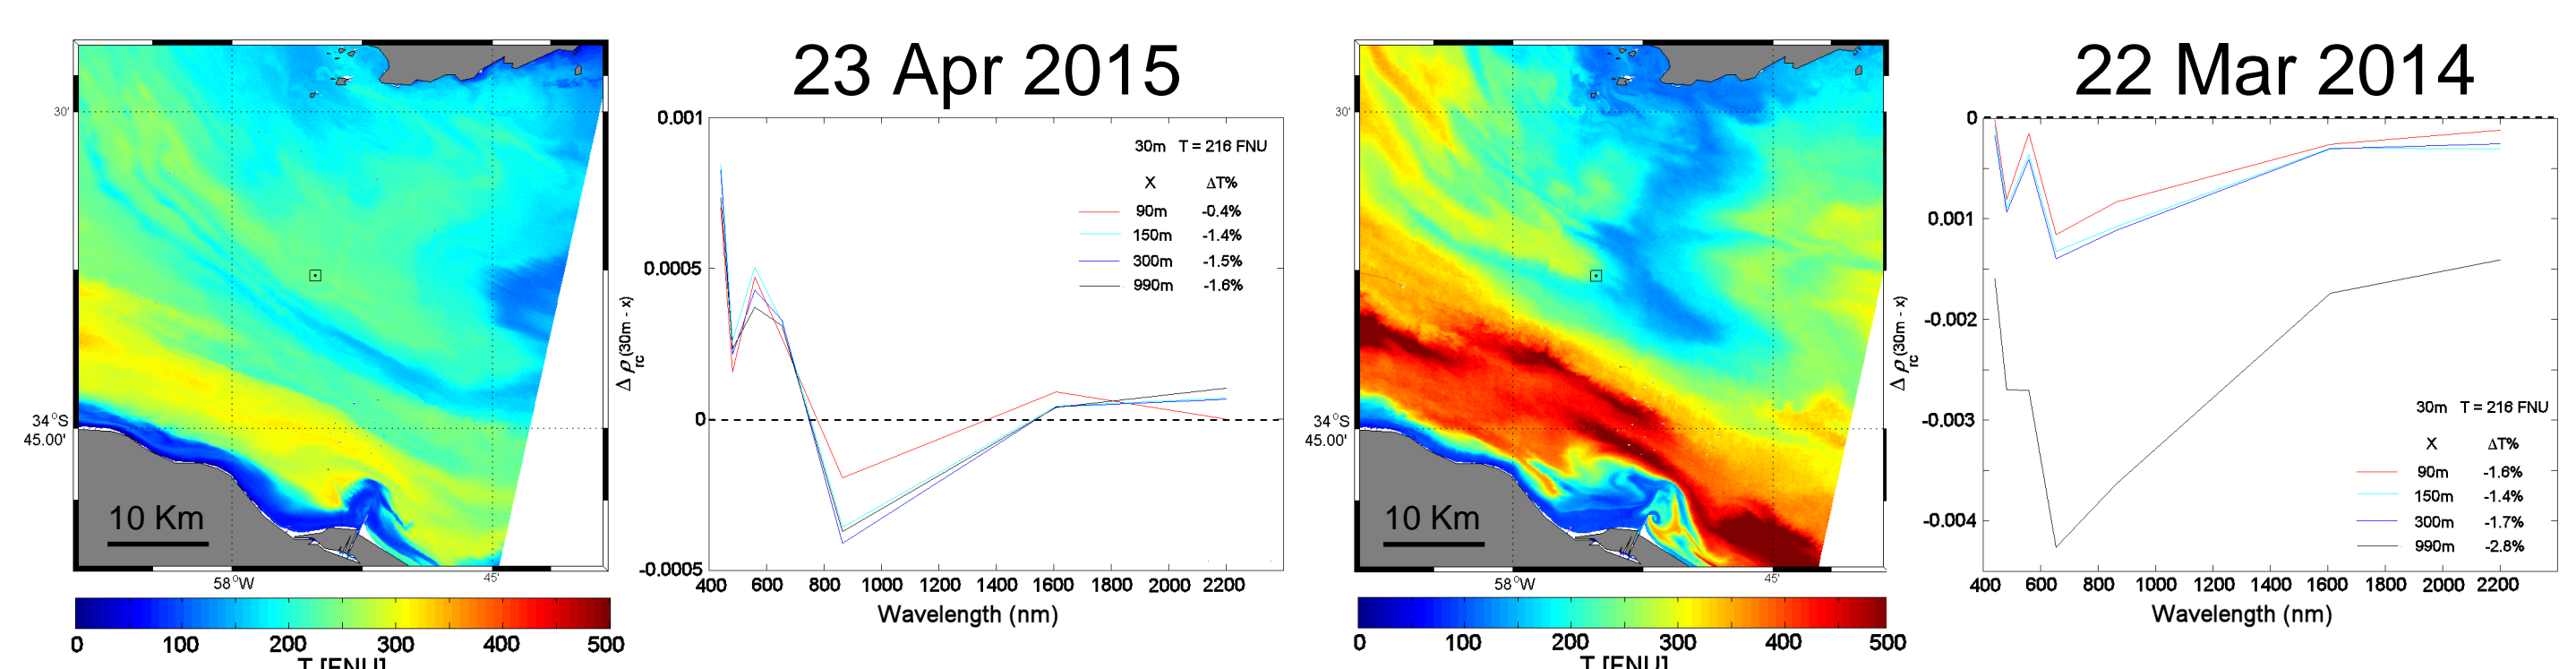 23 Apr 2015
30'
34 °S
45.00'
10 Km
58 °W
45'
0 100 200 300 400 500
T [FNU]
Δ ρrc (30m - x)
0.001
0.0005
0
-0.0005
30m T = 216 FNU
X ΔT%
90m -0.4%
150m -1.4%
300m -1.5%
990m -1.6%
400 600 800 1000 1200 1400 1600 1800 2000 2200
Wavelength (nm)
22 Mar 2014
30'
34 °S
45.00'
10 Km
58 °W
45'
0 100 200 300 400 500
T [FNU]
Δ ρrc (30m - x)
0
0.001
-0.002
-0.003
-0.004
30m T = 216 FNU
X ΔT%
90m -1.6%
150m -1.4%
300m -1.7%
990m -2.8%
400 600 800 1000 1200 1400 1600 1800 2000 2200
Wavelength (nm)